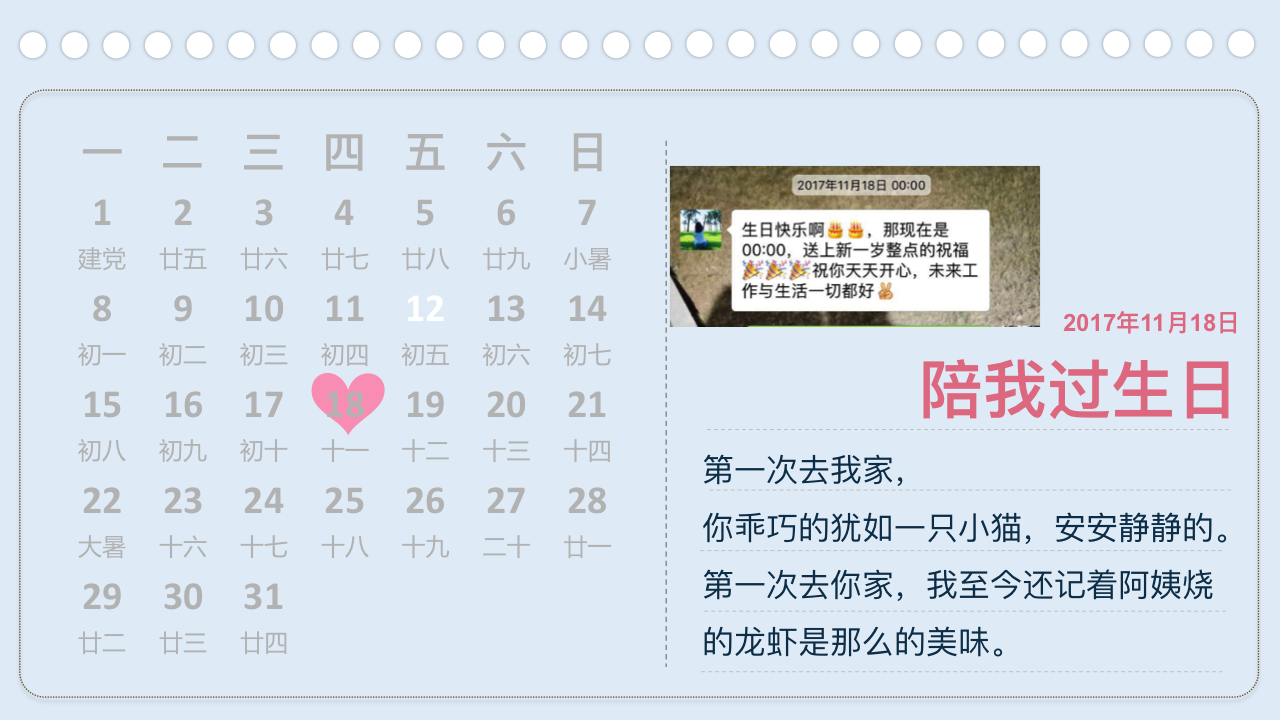 一 二 三 四 五 六 日
1 2 3 4 5 6 7
建党 廿五 廿六 廿七 廿八 廿九 小暑
8 9 10 11 12 13 14
初一 初二 初三 初四 初五 初六 初七
15 16 17 18 19 20 21
初八 初九 初十 十一 十二 十三 十四
22 23 24 25 26 27 28
大暑 十六 十七 十八 十九 二十 廿一
29 30 31
廿二 廿三 廿四
2017年11月18日 00:00
生日快乐啊🎂🎂，那现在是
00:00，送上新一岁整点的祝福
🎉🎉🎉祝你天天开心，未来工
作与生活一切都好✌
2017年11月18日
陪我过生日
第一次去我家，
你乖巧的犹如一只小猫，安安静静的。
第一次去你家，我至今还记着阿姨烧
的龙虾是那么的美味。